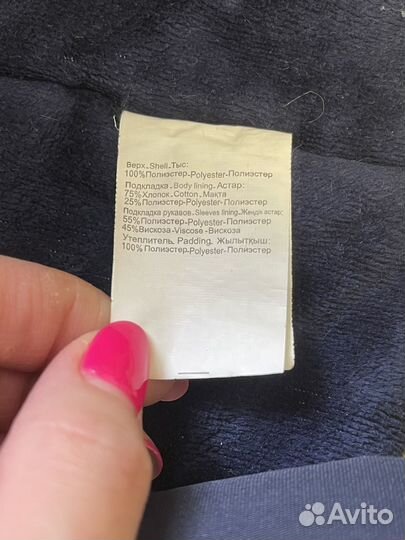 Верх.Shell.Тыс:
100%Полиэстер-Polyester-Полиэстер
Подкладка.Body lining.Астар:
75%Хлопок-Cotton-Мақта
25%Полиэстер-Polyester-Полиэстер
Подкладка рукавов.Sleeves lining.Жеңдің астар:
55%Полиэстер-Polyester-Полиэстер
45%Вискоза-Viscose-Вискоза
Утеплитель. Padding. Жылытқыш:
100%Полиэстер-Polyester-Полиэстер
Avito